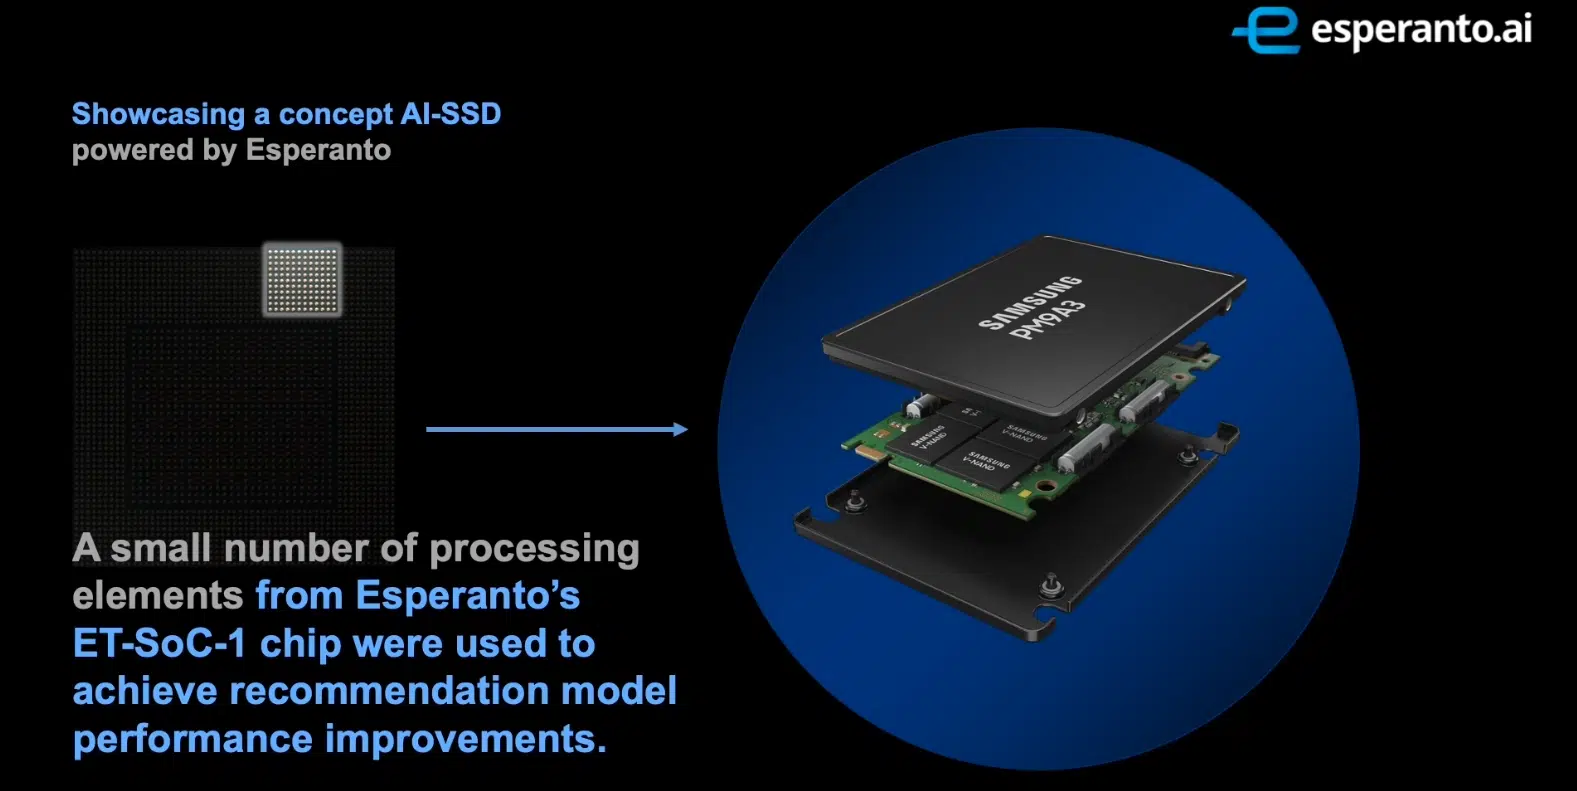 esperanto.ai
Showcasing a concept AI-SSD
powered by Esperanto
SAMSUNG
PM9A3
SAMSUNG
V-NAND
SAMSUNG
V-NAND
SAMSUNG
V-NAND
A small number of processing
elements from Esperanto’s
ET-SoC-1 chip were used to
achieve recommendation model
performance improvements.